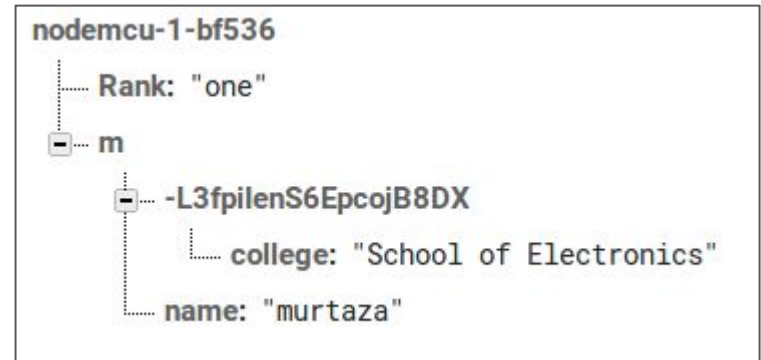 nodemcu-1-bf536
Rank: "one"
m
-L3fpilenS6EpcojB8DX
college: "School of Electronics"
name: "murtaza"